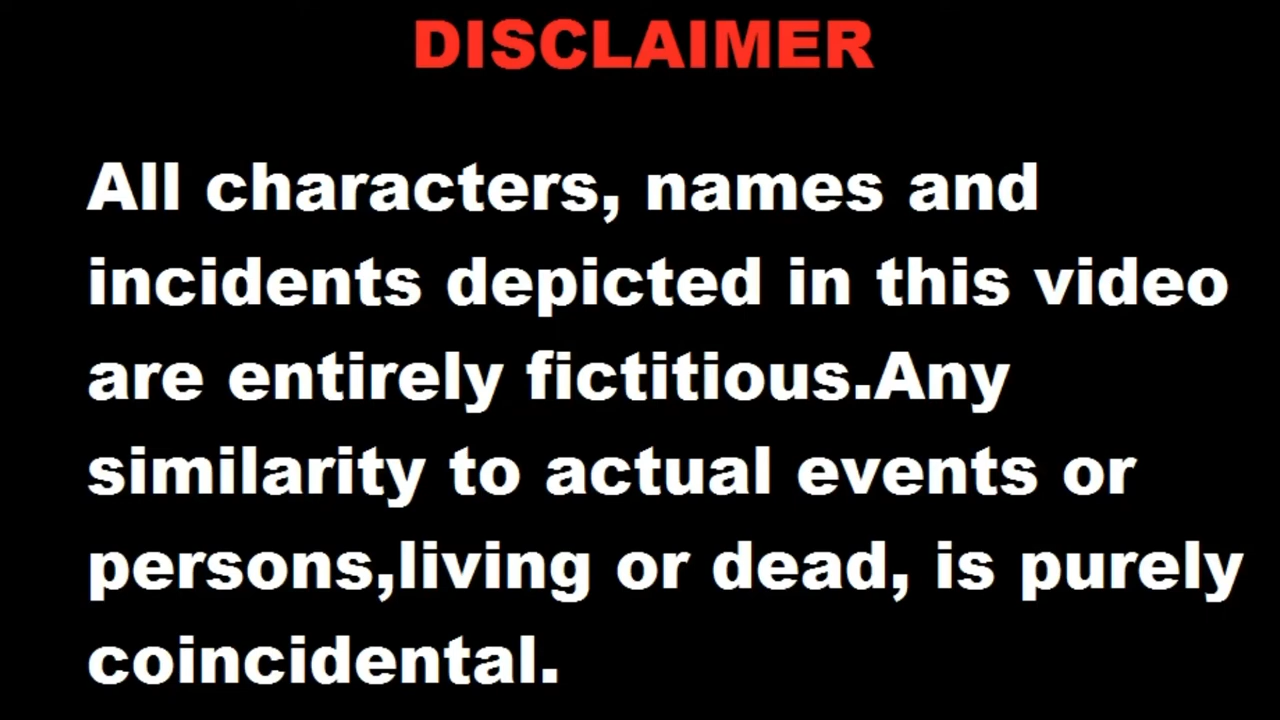 DISCLAIMER
All characters, names and
incidents depicted in this video
are entirely fictitious.Any
similarity to actual events or
persons,living or dead, is purely
coincidental.